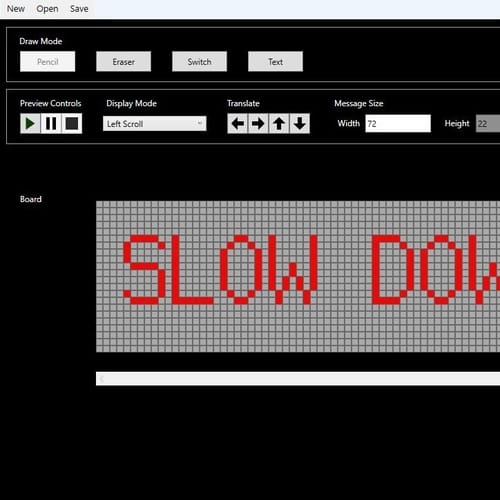 New Open Save
Draw Mode
Pencil Eraser Switch Text
Preview Controls Display Mode Translate Message Size
Left Scroll Width 72 Height 22
Board
SLOW DOW